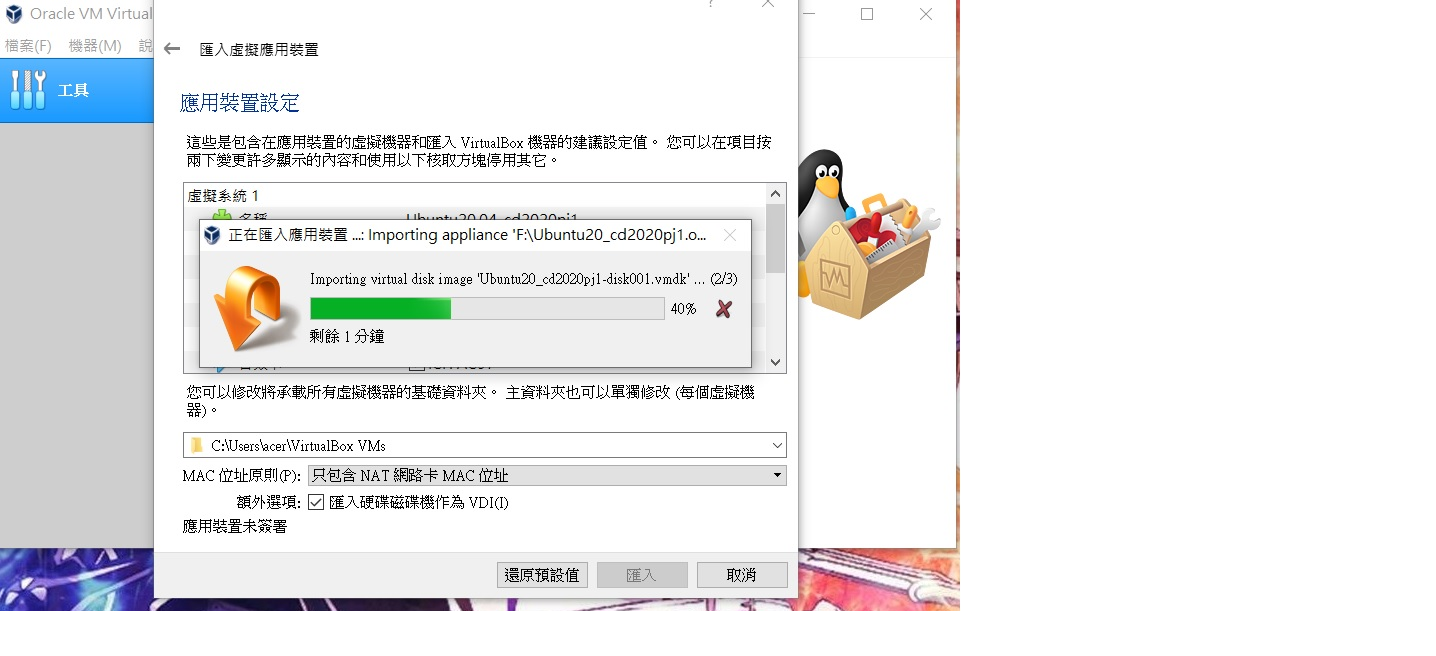 Oracle VM Virtual
檔案(F) 機器(M) 說
工具
匯入虛擬應用裝置
應用裝置設定
這些是包含在應用裝置的虛擬機器和匯入 VirtualBox 機器的建議設定值。 您可以在項目按
兩下變更許多顯示的內容和使用以下核取方塊停用其它。
虛擬系統 1
名稱 Ubuntu20.04_cd2020pj1
正在匯入應用裝置 ...: Importing appliance 'F:\Ubuntu20_cd2020pj1.o...
Importing virtual disk image 'Ubuntu20_cd2020pj1-disk001.vmdk' ... (2/3)
40%
剩餘 1 分鐘
您可以修改將承載所有虛擬機器的基礎資料夾。 主資料夾也可以單獨修改 (每個虛擬機
器)。
C:\Users\acer\VirtualBox VMs
MAC 位址原則(P): 只包含 NAT 網路卡 MAC 位址
額外選項: 匯入硬碟磁碟機作為 VDI(I)
應用裝置未簽署
還原預設值 匯入 取消